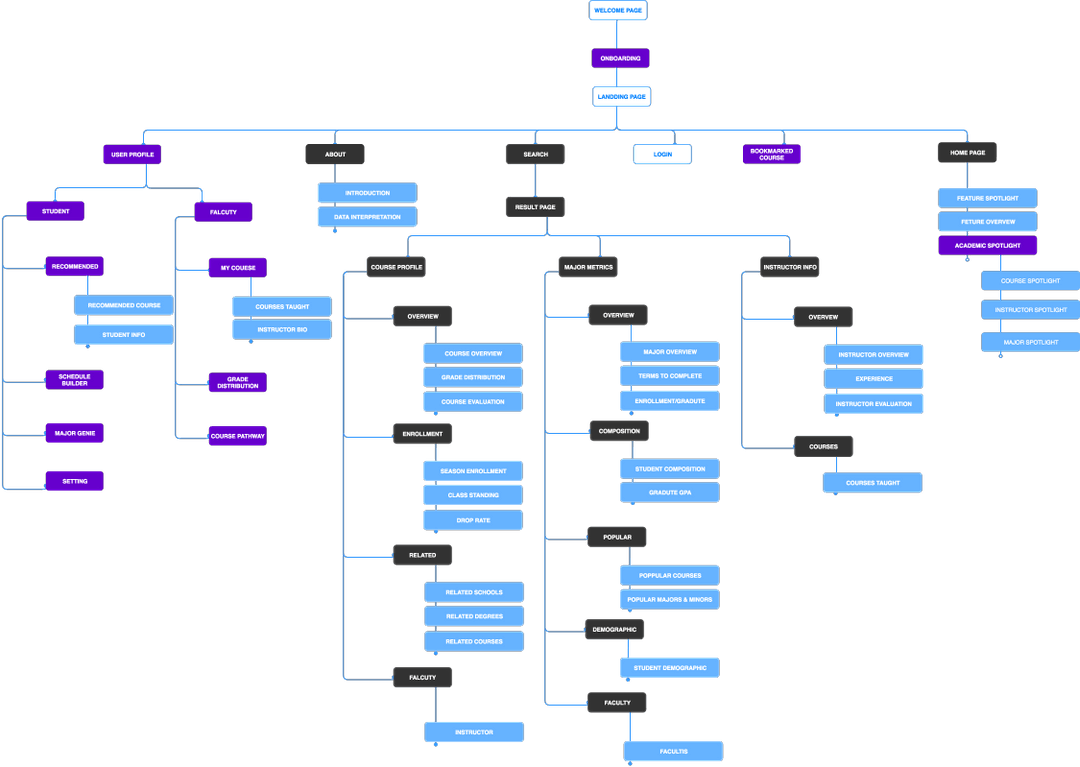 WELCOME PAGE
ONBOARDING
LANDDING PAGE
USER PROFILE
ABOUT
SEARCH
LOGIN
BOOKMARKED
COURSE
HOME PAGE
STUDENT
FALCUTY
RECOMMENDED
RECOMMENDED COURSE
STUDENT INFO
SCHEDULE
BUILDER
MAJOR GENIE
SETTING
MY COUESE
COURSES TAUGHT
INSTRUCTOR BIO
GRADE
DISTRIBUTION
COURSE PATHWAY
INTRODUCTION
DATA INTERPRETATION
RESULT PAGE
COURSE PROFILE
OVERVIEW
COURSE OVERVIEW
GRADE DISTRIBUTION
COURSE EVALUATION
ENROLLMENT
SEASON ENROLLMENT
CLASS STANDING
DROP RATE
RELATED
RELATED SCHOOLS
RELATED DEGREES
RELATED COURSES
FALCUTY
INSTRUCTOR
MAJOR METRICS
OVERVIEW
MAJOR OVERVIEW
TERMS TO COMPLETE
ENROLLMENT/GRADUTE
COMPOSITION
STUDENT COMPOSITION
GRADUTE GPA
POPULAR
POPPULAR COURSES
POPULAR MAJORS & MINORS
DEMOGRAPHIC
STUDENT DEMOGRAPHIC
FACULTY
FACULTIS
INSTRUCTOR INFO
OVERVIEW
INSTRUCTOR OVERVIEW
EXPERIENCE
INSTRUCTOR EVALUATION
COURSES
COURSES TAUGHT
FEATURE SPOTLIGHT
FETURE OVERVEW
ACADEMIC SPOTLIGHT
COURSE SPOTLIGHT
INSTRUCTOR SPOTLIGHT
MAJOR SPOTLIGHT